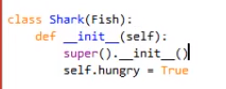 class Shark(Fish):
    def __init__(self):
        super().__init__()
        self.hungry = True